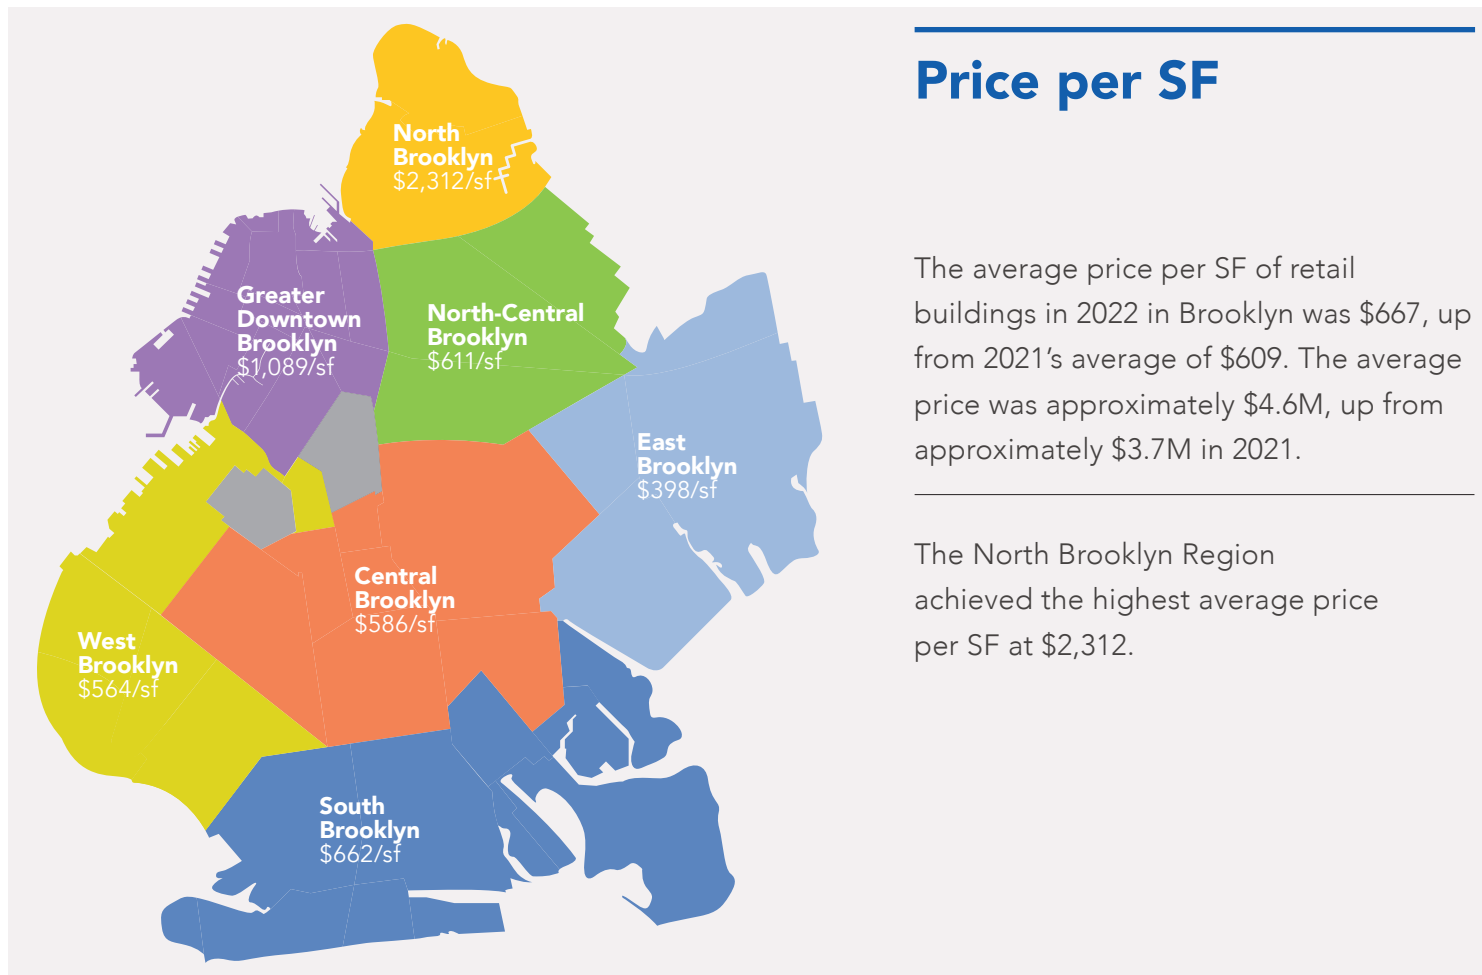 Price per SF
The average price per SF of retail
buildings in 2022 in Brooklyn was $667, up
from 2021’s average of $609. The average
price was approximately $4.6M, up from
approximately $3.7M in 2021.
The North Brooklyn Region
achieved the highest average price
per SF at $2,312.
North
Brooklyn
$2,312/sf
Greater
Downtown
Brooklyn
$1,089/sf
North-Central
Brooklyn
$611/sf
East
Brooklyn
$398/sf
Central
Brooklyn
$586/sf
West
Brooklyn
$564/sf
South
Brooklyn
$662/sf